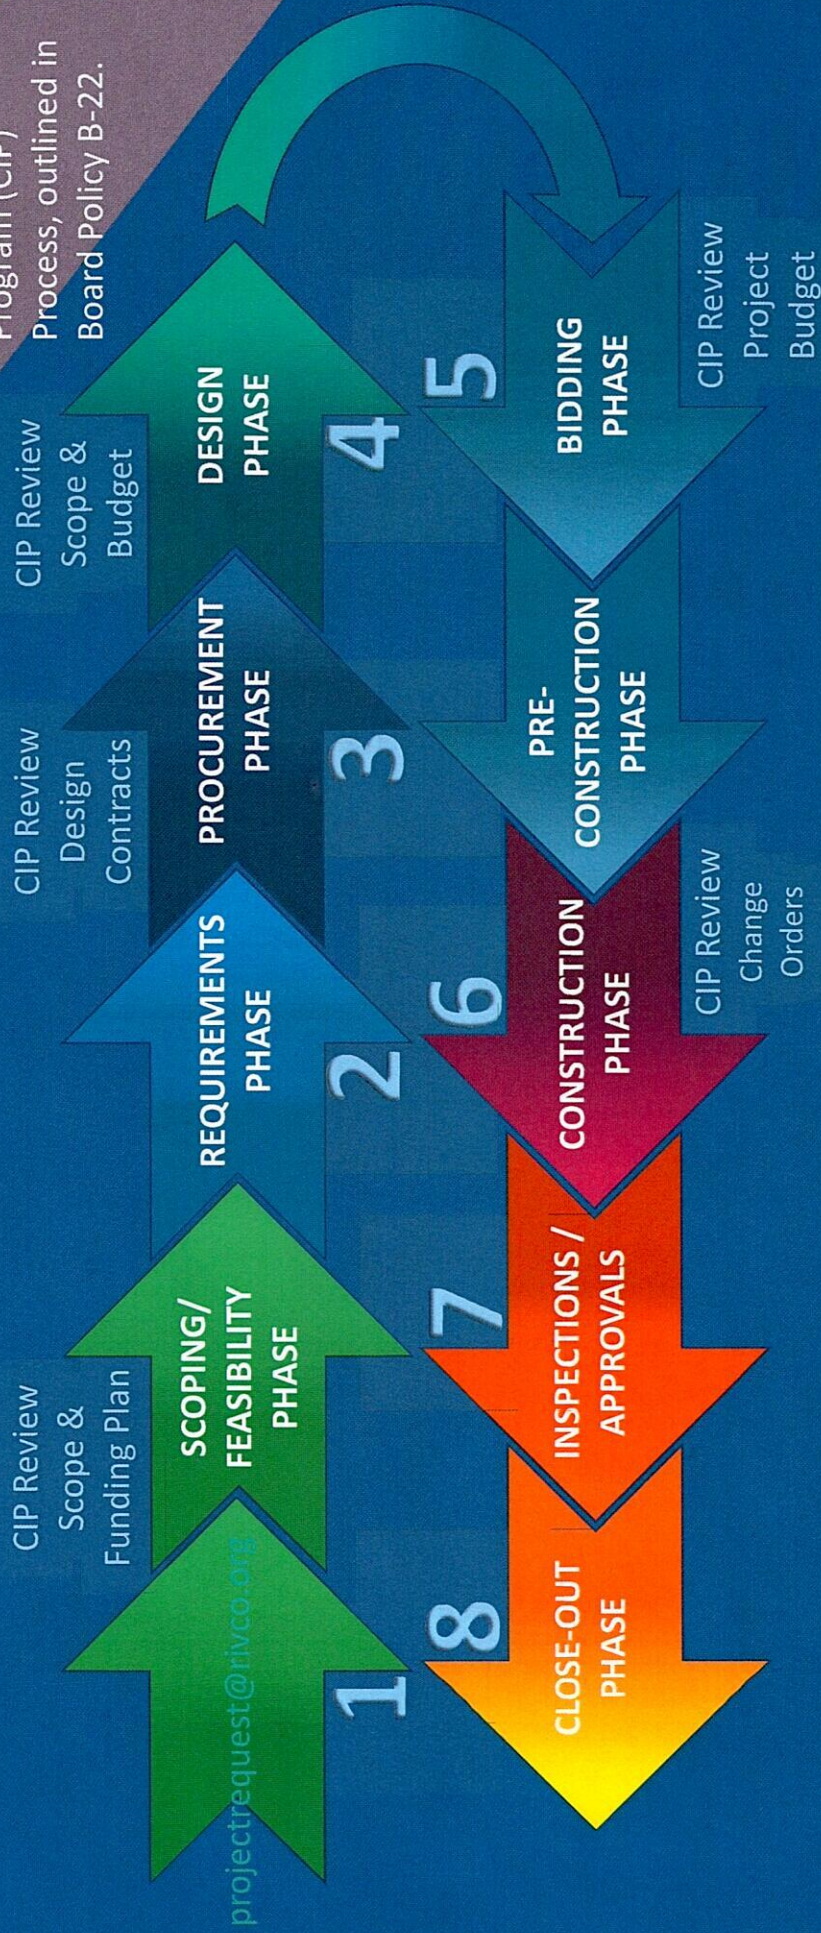 Program (CIP)
Process, outlined in
Board Policy B-22.
CIP Review
Scope &
Funding Plan
CIP Review
Design
Contracts
CIP Review
Scope &
Budget
projectrequest@rivco.org
SCOPING/
FEASIBILITY
PHASE
REQUIREMENTS
PHASE
PROCUREMENT
PHASE
DESIGN
PHASE
1
2
3
4
8
7
6
5
CLOSE-OUT
PHASE
INSPECTIONS /
APPROVALS
CONSTRUCTION
PHASE
PRE-
CONSTRUCTION
PHASE
BIDDING
PHASE
CIP Review
Change
Orders
CIP Review
Project
Budget